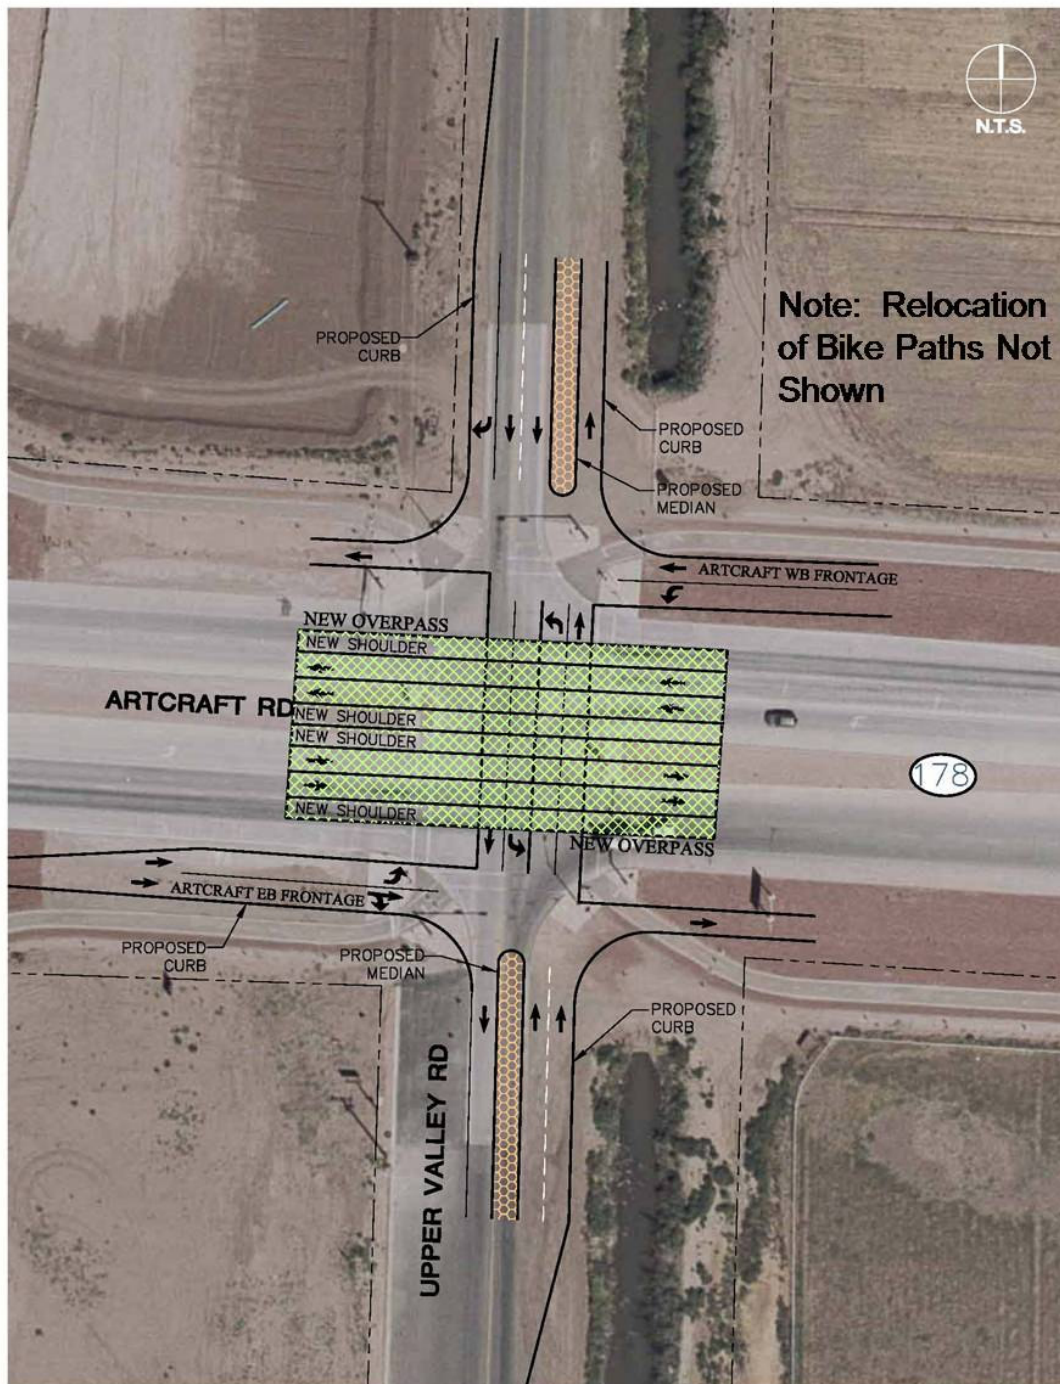 N.T.S.
Note: Relocation
of Bike Paths Not
Shown
PROPOSED
CURB
PROPOSED
CURB
PROPOSED
MEDIAN
ARTCRAFT WB FRONTAGE
NEW OVERPASS
NEW SHOULDER
ARTCRAFT RD
NEW SHOULDER
NEW SHOULDER
178
NEW SHOULDER
NEW OVERPASS
ARTCRAFT EB FRONTAGE
PROPOSED
CURB
PROPOSED
MEDIAN
PROPOSED
CURB
UPPER VALLEY RD